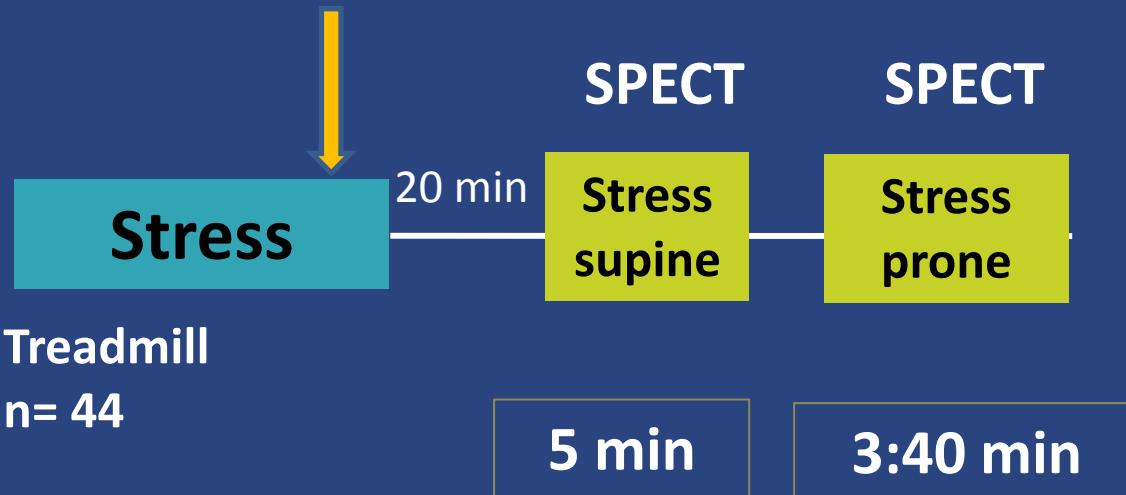 SPECT
SPECT
Stress
20 min
Stress
supine
Stress
prone
Treadmill
n= 44
5 min
3:40 min